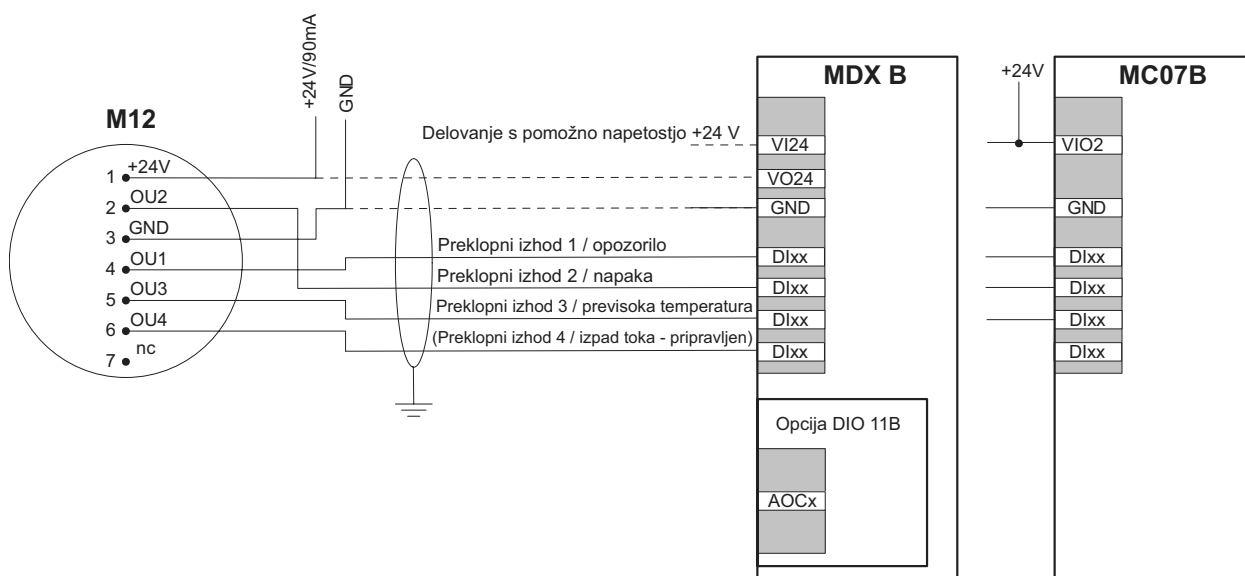 M12
+24V/90mA
GND
1 +24V
2 OU2
3 GND
4 OU1
5 OU3
6 OU4
7 nc
Delovanje s pomožno napetostjo +24 V
Preklopni izhod 1 / opozorilo
Preklopni izhod 2 / napaka
Preklopni izhod 3 / previsoka temperatura
(Preklopni izhod 4 / izpad toka - pripravljen)
MDX B
VI24
VO24
GND
DIxx
DIxx
DIxx
DIxx
Opcija DIO 11B
AOCx
+24V
MC07B
VIO2
GND
DIxx
DIxx
DIxx
DIxx